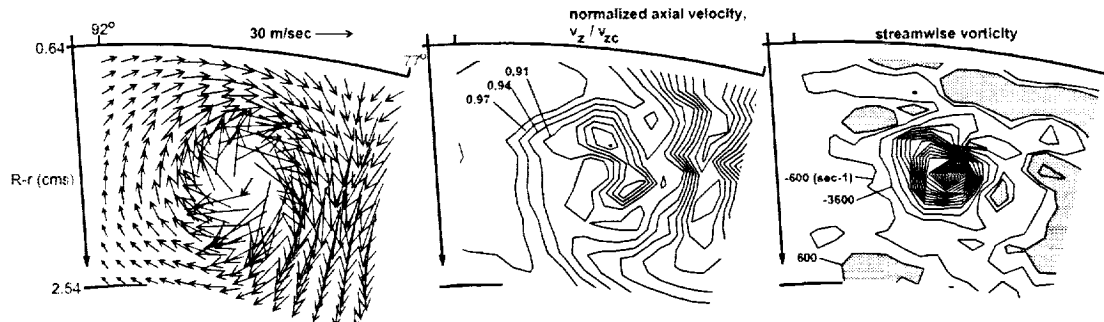 92°
30 m/sec
77°
0.64
R-r (cms)
2.54
normalized axial velocity,
v_z / v_zc
0.91
0.94
0.97
streamwise vorticity
-600 (sec-1)
-3600
600